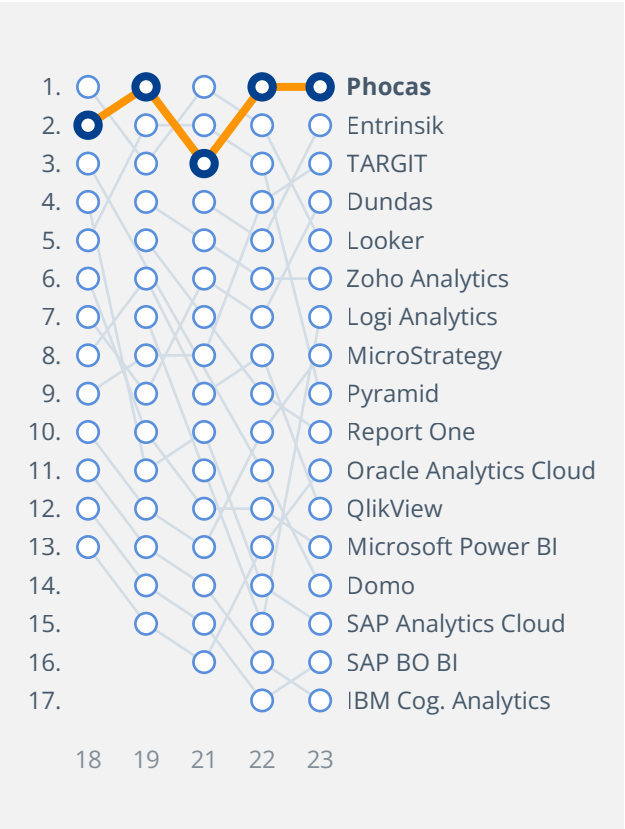 1. Phocas
2. Entrinsik
3. TARGIT
4. Dundas
5. Looker
6. Zoho Analytics
7. Logi Analytics
8. MicroStrategy
9. Pyramid
10. Report One
11. Oracle Analytics Cloud
12. QlikView
13. Microsoft Power BI
14. Domo
15. SAP Analytics Cloud
16. SAP BO BI
17. IBM Cog. Analytics
18 19 21 22 23